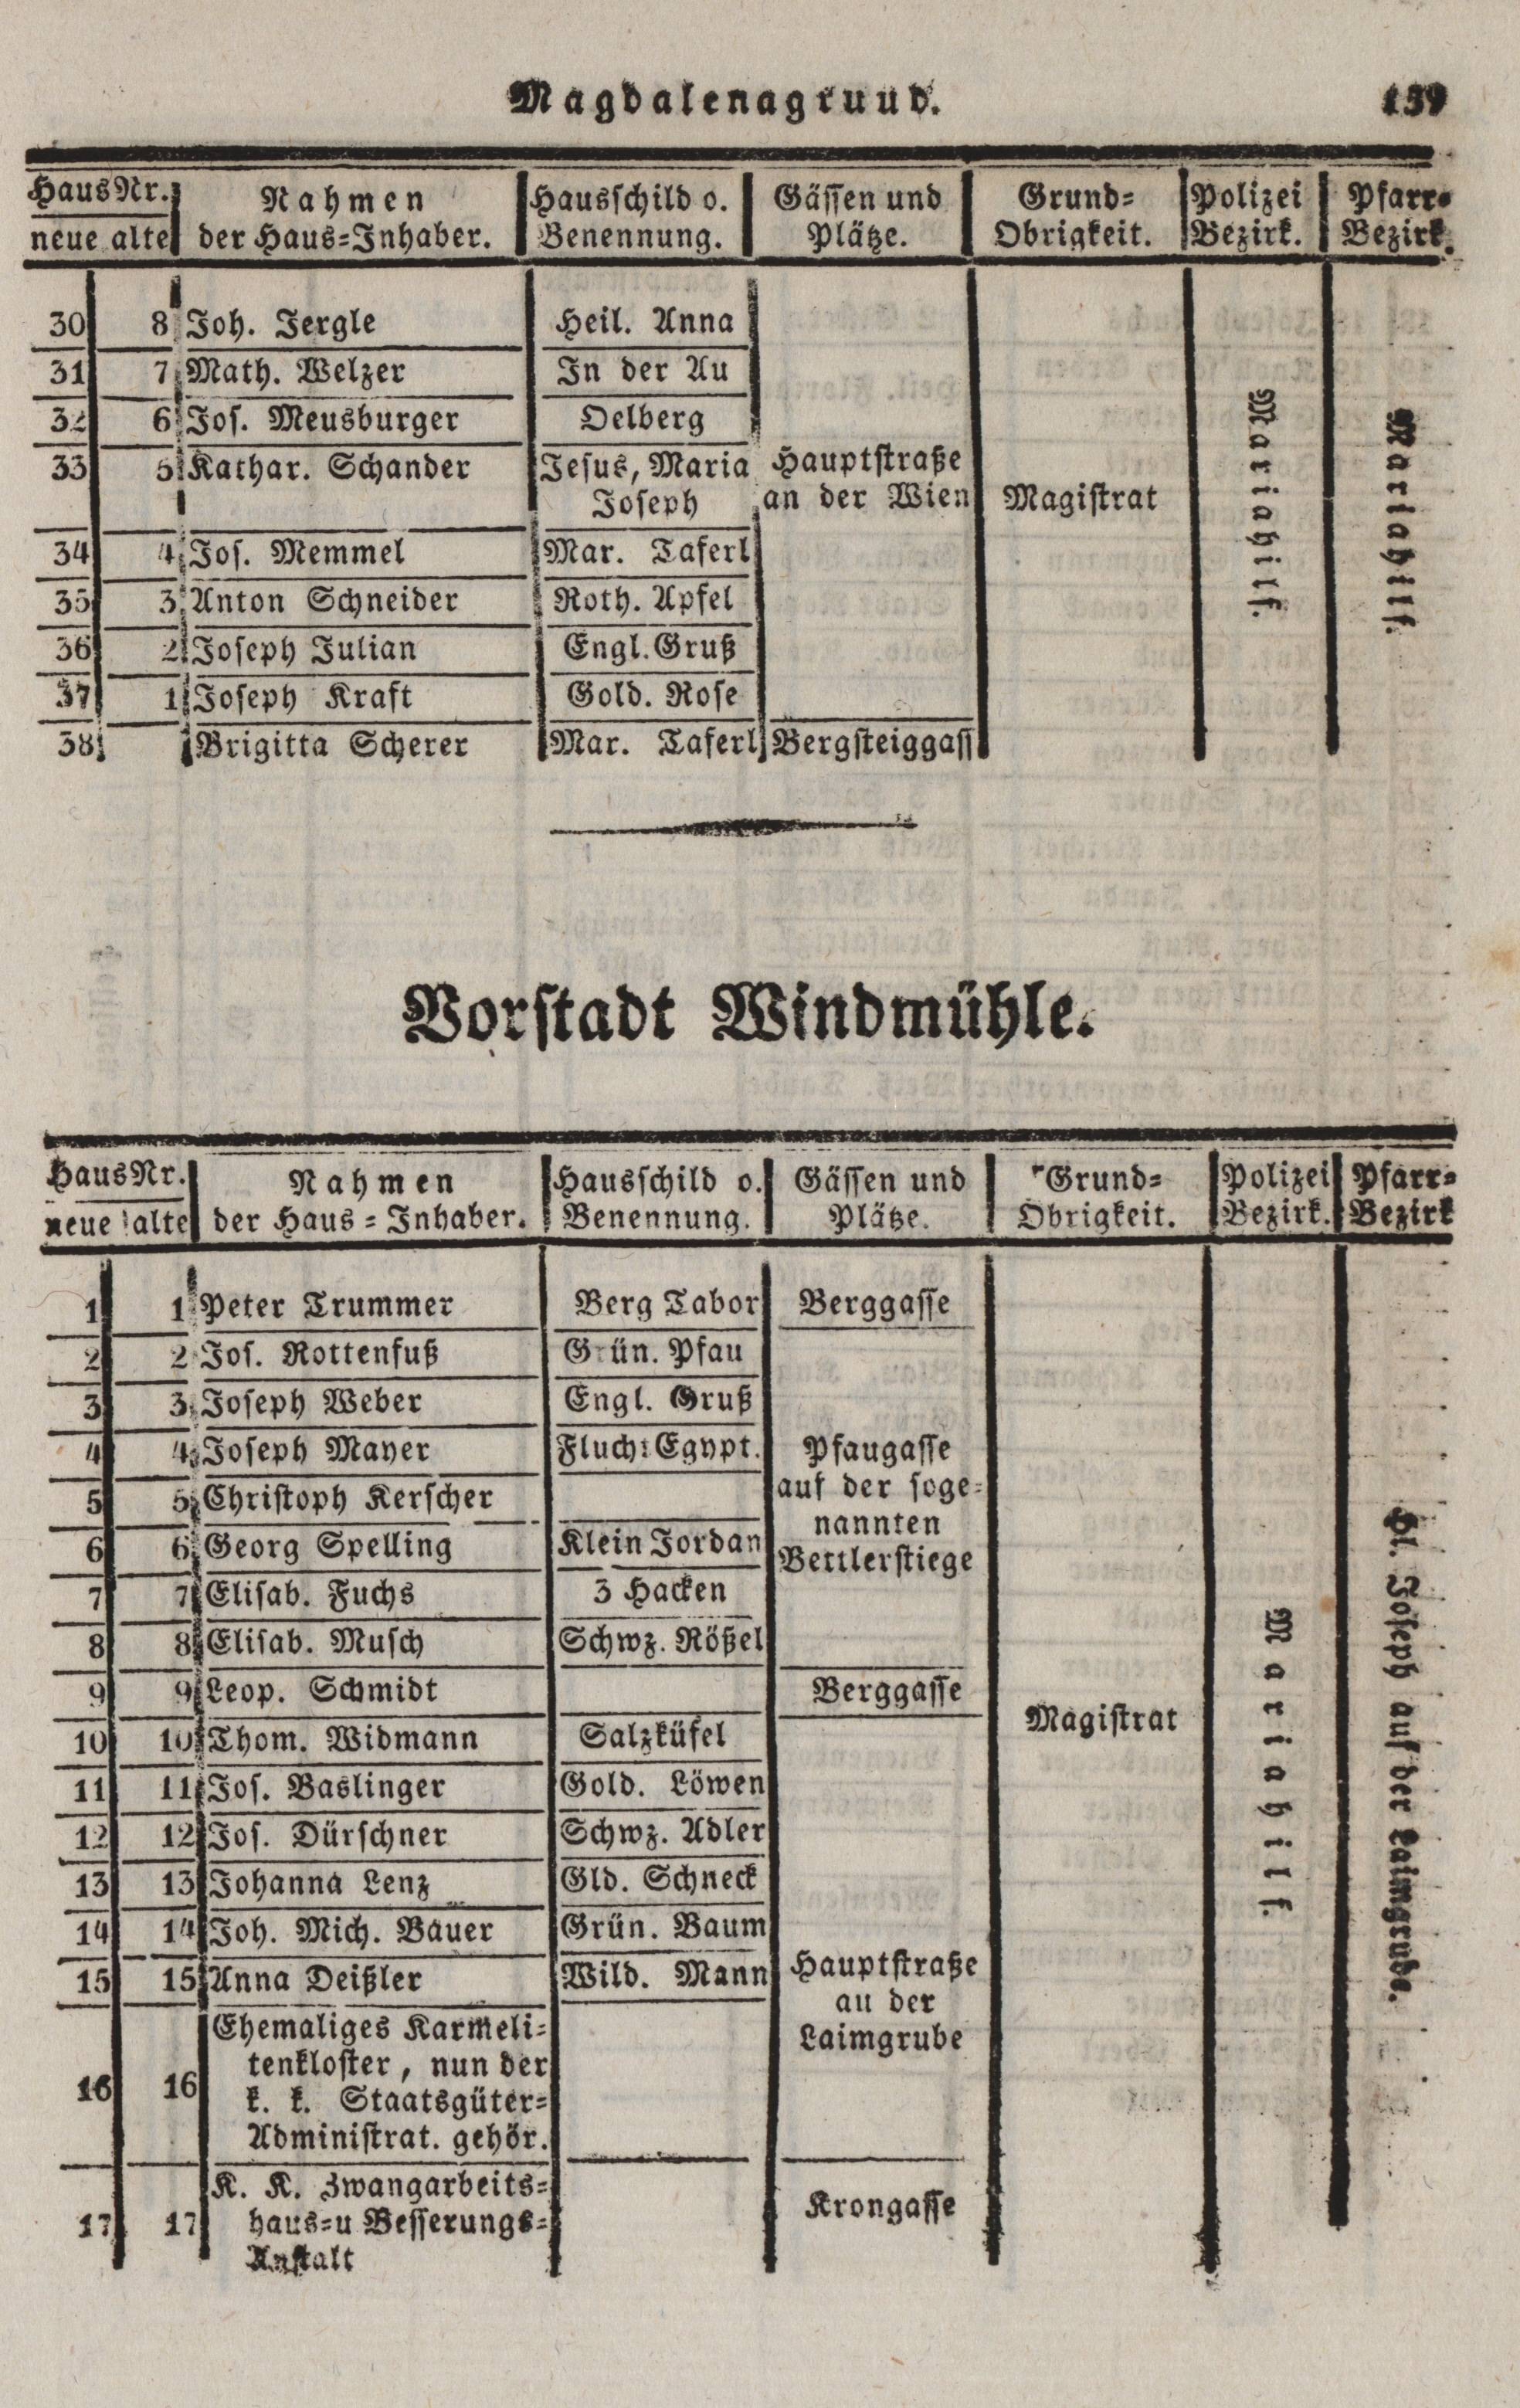 Magdalenagruud.
139
HausNr. Nahmen Hausschild o. Gässen und Grund= Polizei Pfarr=
neue alte der Haus=Inhaber. Benennung. Plätze. Obrigkeit. Bezirk. Bezirk.
30 8 Joh. Jergle Heil. Anna
31 7 Math. Welzer In der Au
32 6 Jos. Meusburger Oelberg
33 5 Kathar. Schander Jesus, Maria Hauptstraße
Joseph an der Wien Magistrat
Mariahilf.
Mariahilf.
34 4 Jos. Memmel Mar. Taferl
35 3 Anton Schneider Roth. Apfel
36 2 Joseph Julian Engl. Gruß
37 1 Joseph Kraft Gold. Rose
38 Brigitta Scherer Mar. Taferl Bergsteiggass
Vorstadt Windmühle.
HausNr. Nahmen Hausschild o. Gässen und Grund= Polizei Pfarr=
neue alte der Haus=Inhaber. Benennung. Plätze. Obrigkeit. Bezirk. Bezirk
1 1 Peter Trummer Berg Tabor Berggasse
2 2 Jos. Rottenfuß Grün. Pfau
3 3 Joseph Weber Engl. Gruß
4 4 Joseph Mayer Flucht Egypt. Pfaugasse
5 5 Christoph Kerscher auf der soge=
nannten
6 6 Georg Spelling Klein Jordan Bettlerstiege
7 7 Elisab. Fuchs 3 Hacken
8 8 Elisab. Musch Schwz. Rößel
9 9 Leop. Schmidt Berggasse
10 10 Thom. Widmann Salzküfel Magistrat
Mariahilf.
St. Joseph auf der Laimgrube.
11 11 Jos. Baslinger Gold. Löwen
12 12 Jos. Dürschner Schwz. Adler
13 13 Johanna Lenz Gld. Schneck
14 14 Joh. Mich. Bauer Grün. Baum
15 15 Anna Deißler Wild. Mann Hauptstraße
an der
Laimgrube
16 16 Ehemaliges Karmeli=
tenkloster, nun der
k. k. Staatsgüter=
Administrat. gehör.
17 17 K. K. Zwangarbeits=
haus=u Besserungs= Krongasse
Anstalt